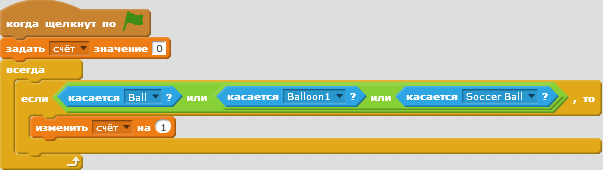 когда щелкнут по
задать счёт значение 0
всегда
если касается Ball ? или касается Balloon1 ? или касается Soccer Ball ? , то
изменить счёт на 1